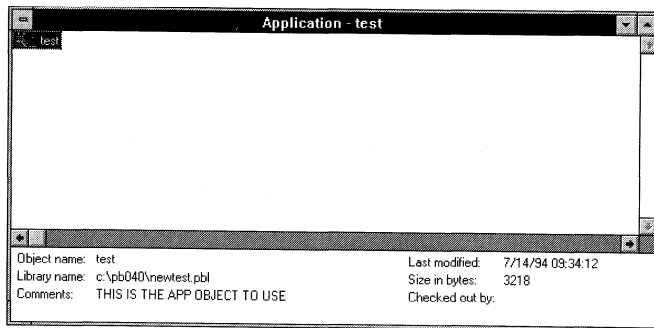 Application - test
test
Object name: test
Last modified: 7/14/94 09:34:12
Library name: c:\pb040\newtest.pbl
Size in bytes: 3218
Comments: THIS IS THE APP OBJECT TO USE
Checked out by: